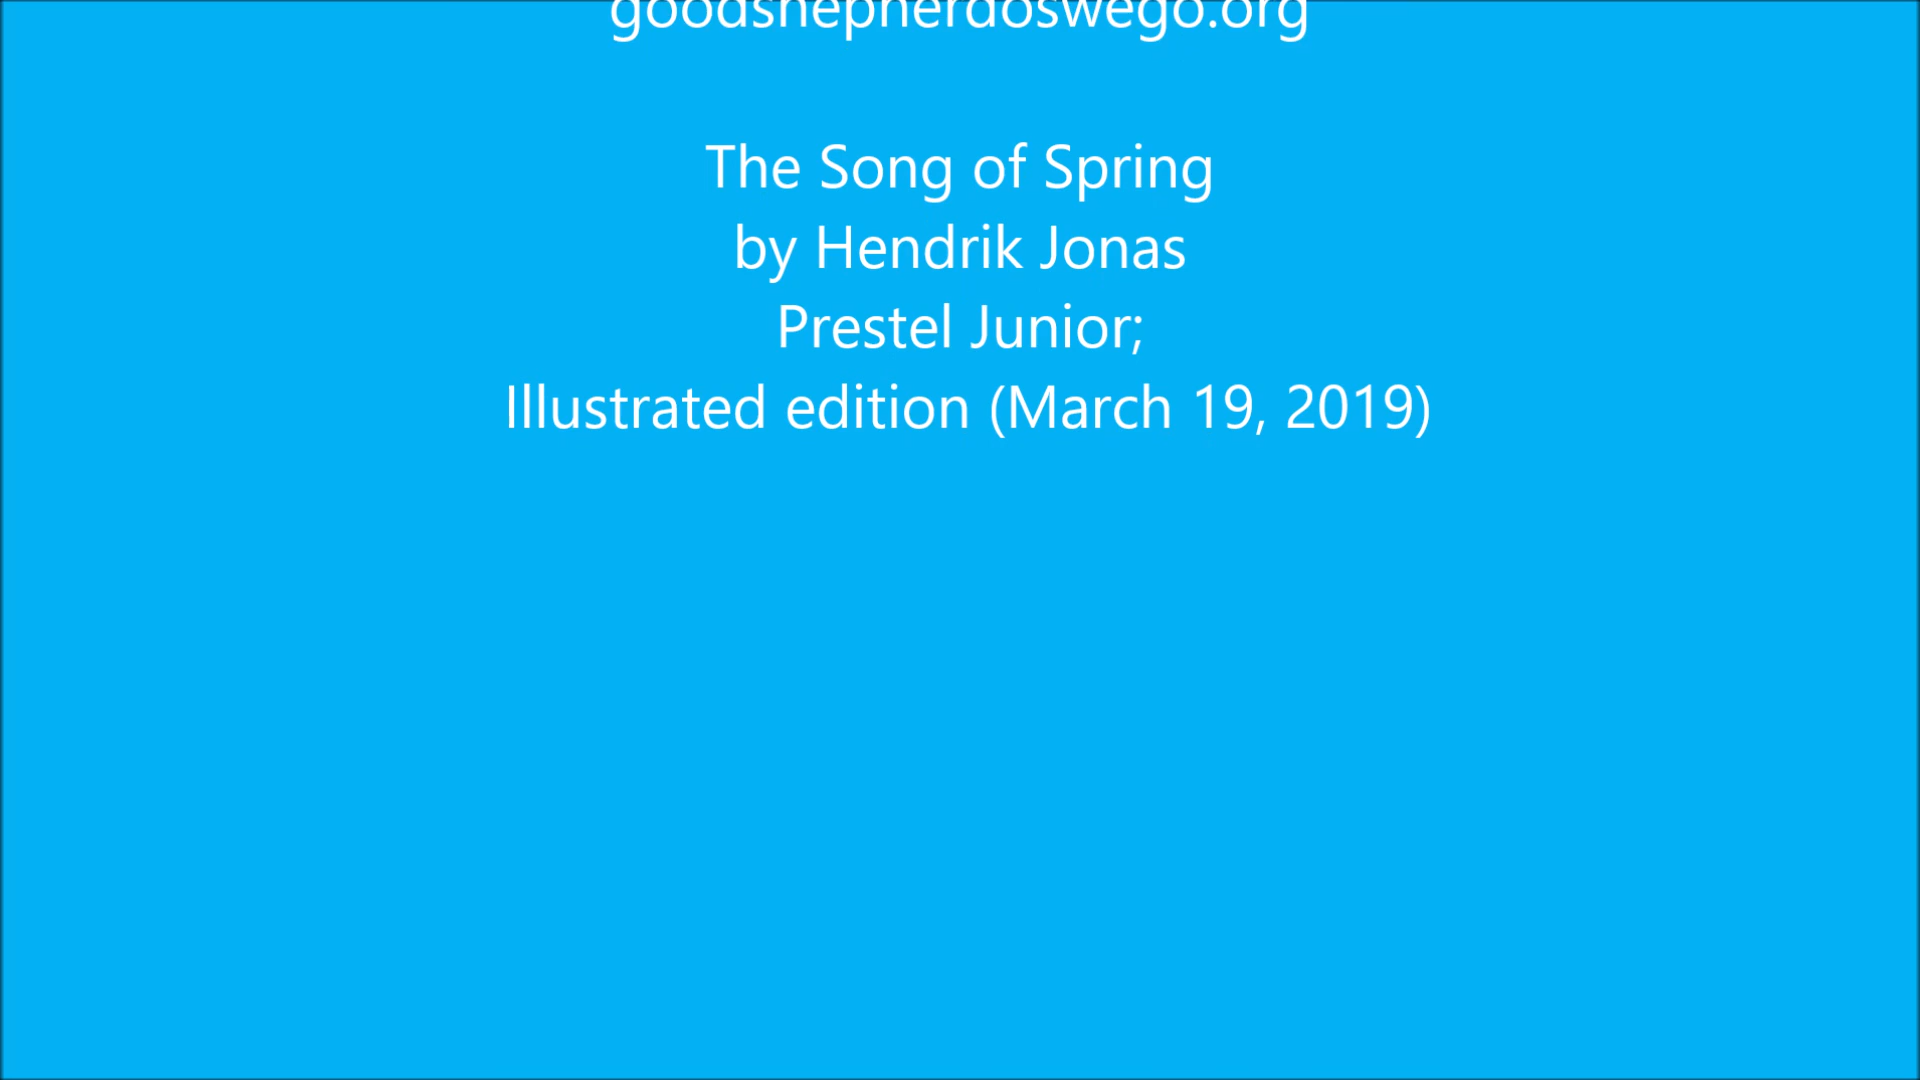 goodshepherdoswego.org
The Song of Spring
by Hendrik Jonas
Prestel Junior;
Illustrated edition (March 19, 2019)